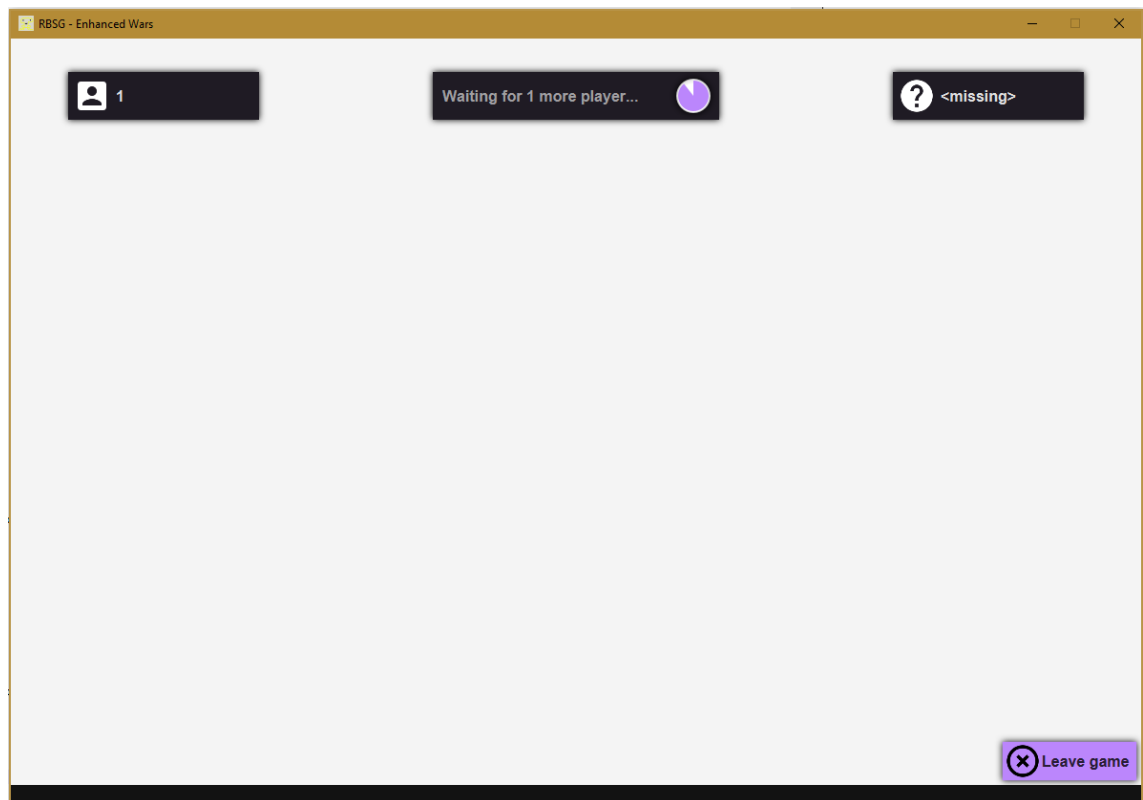 RBSG - Enhanced Wars
1
Waiting for 1 more player...
<missing>
Leave game